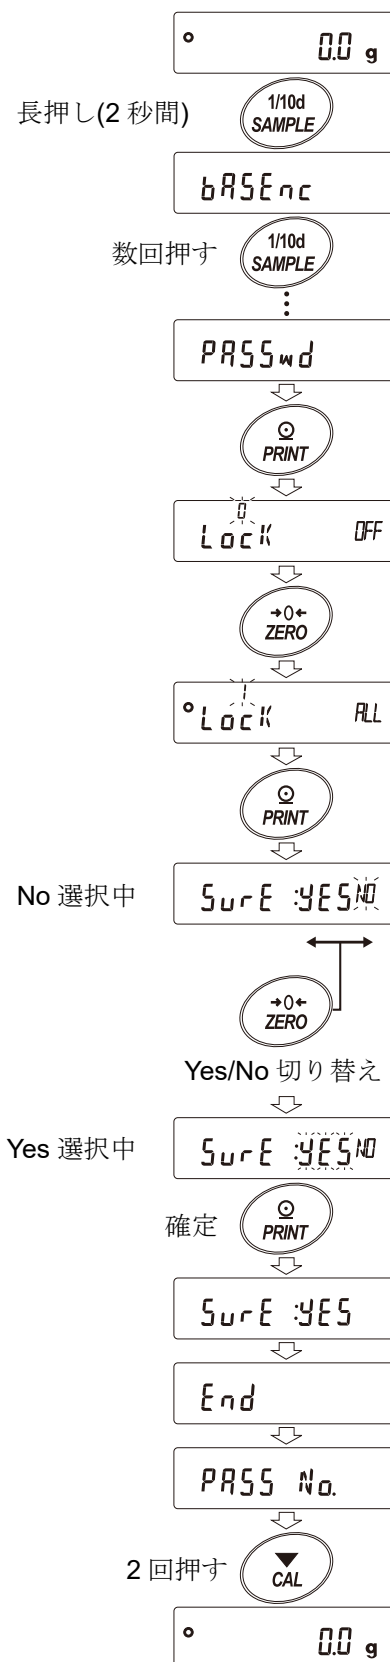 0.0 g
長押し(2 秒間)
1/10d
SAMPLE
bASEnc
数回押す
1/10d
SAMPLE
PASSwd
PRINT
0
LocK OFF
→0←
ZERO
1
LocK ALL
PRINT
No 選択中
SurE :YES NO
→0←
ZERO
Yes/No 切り替え
Yes 選択中
SurE :YES NO
確定
PRINT
SurE :YES
End
PASS No.
2 回押す
CAL
0.0 g